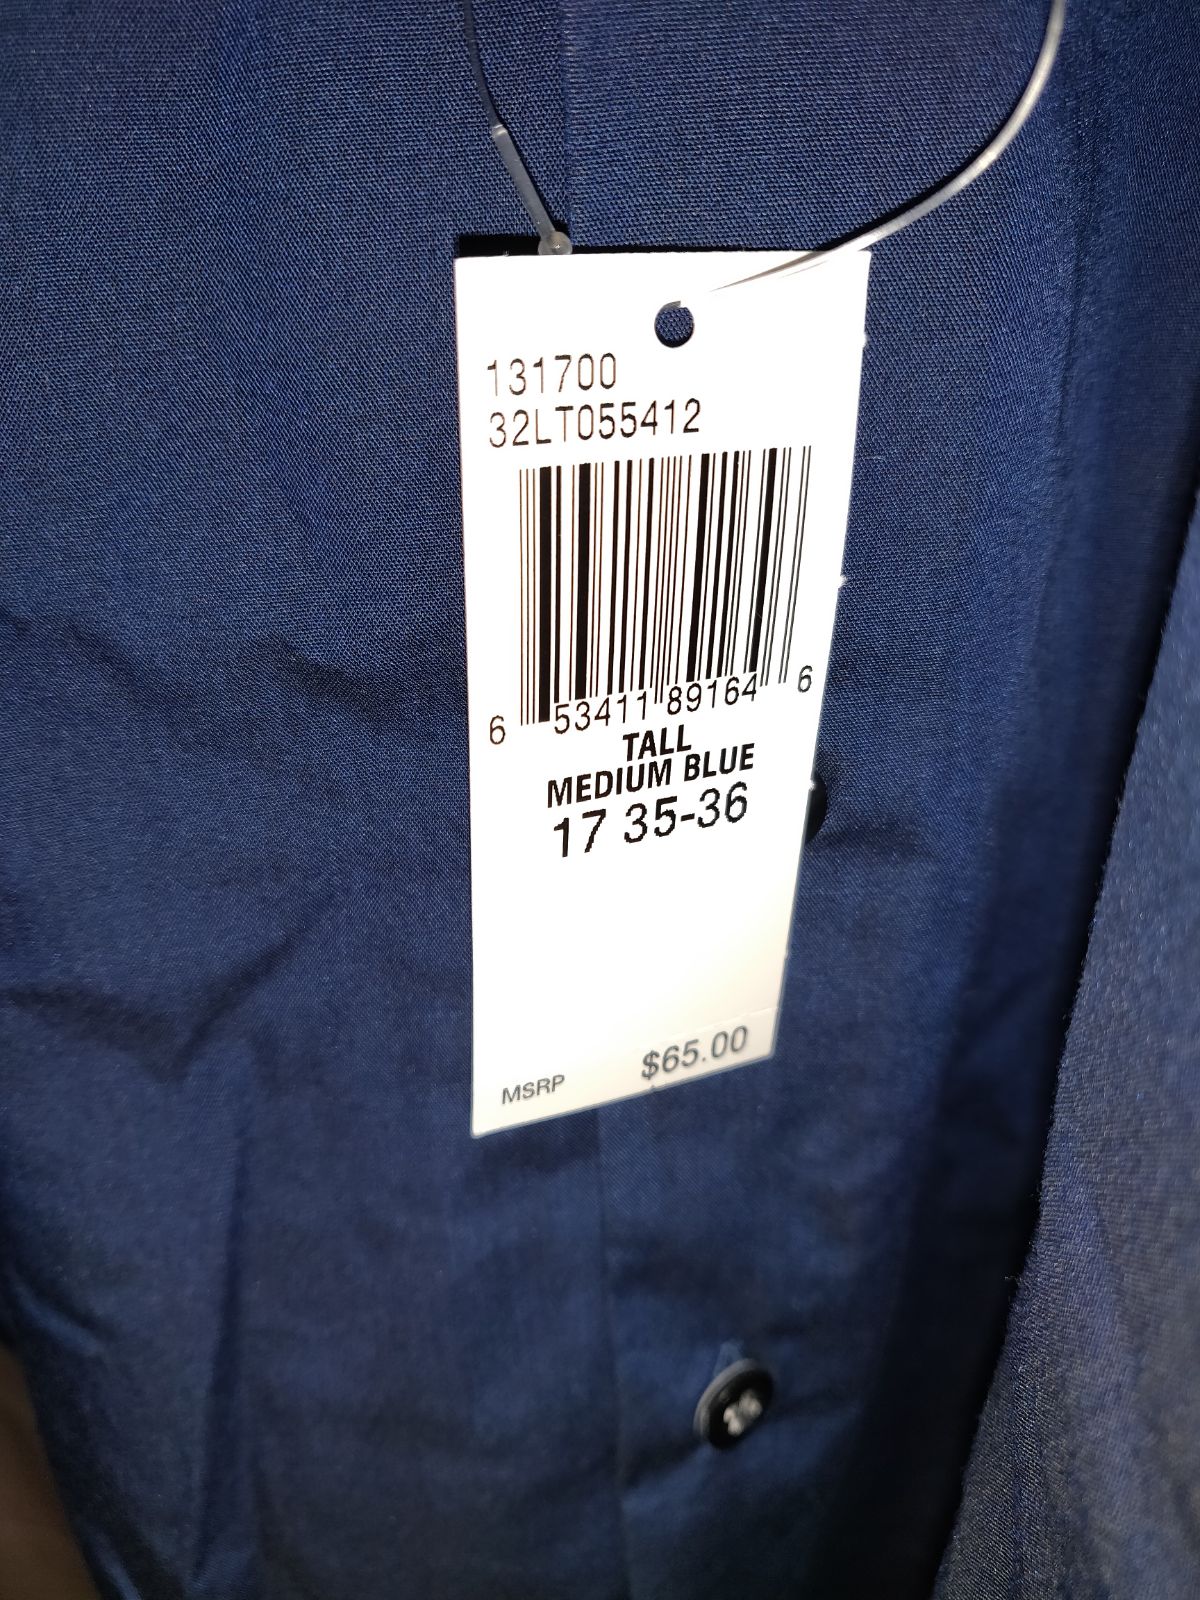 131700
32LT055412
6 53411 89164 6
TALL
MEDIUM BLUE
17 35-36
MSRP $65.00